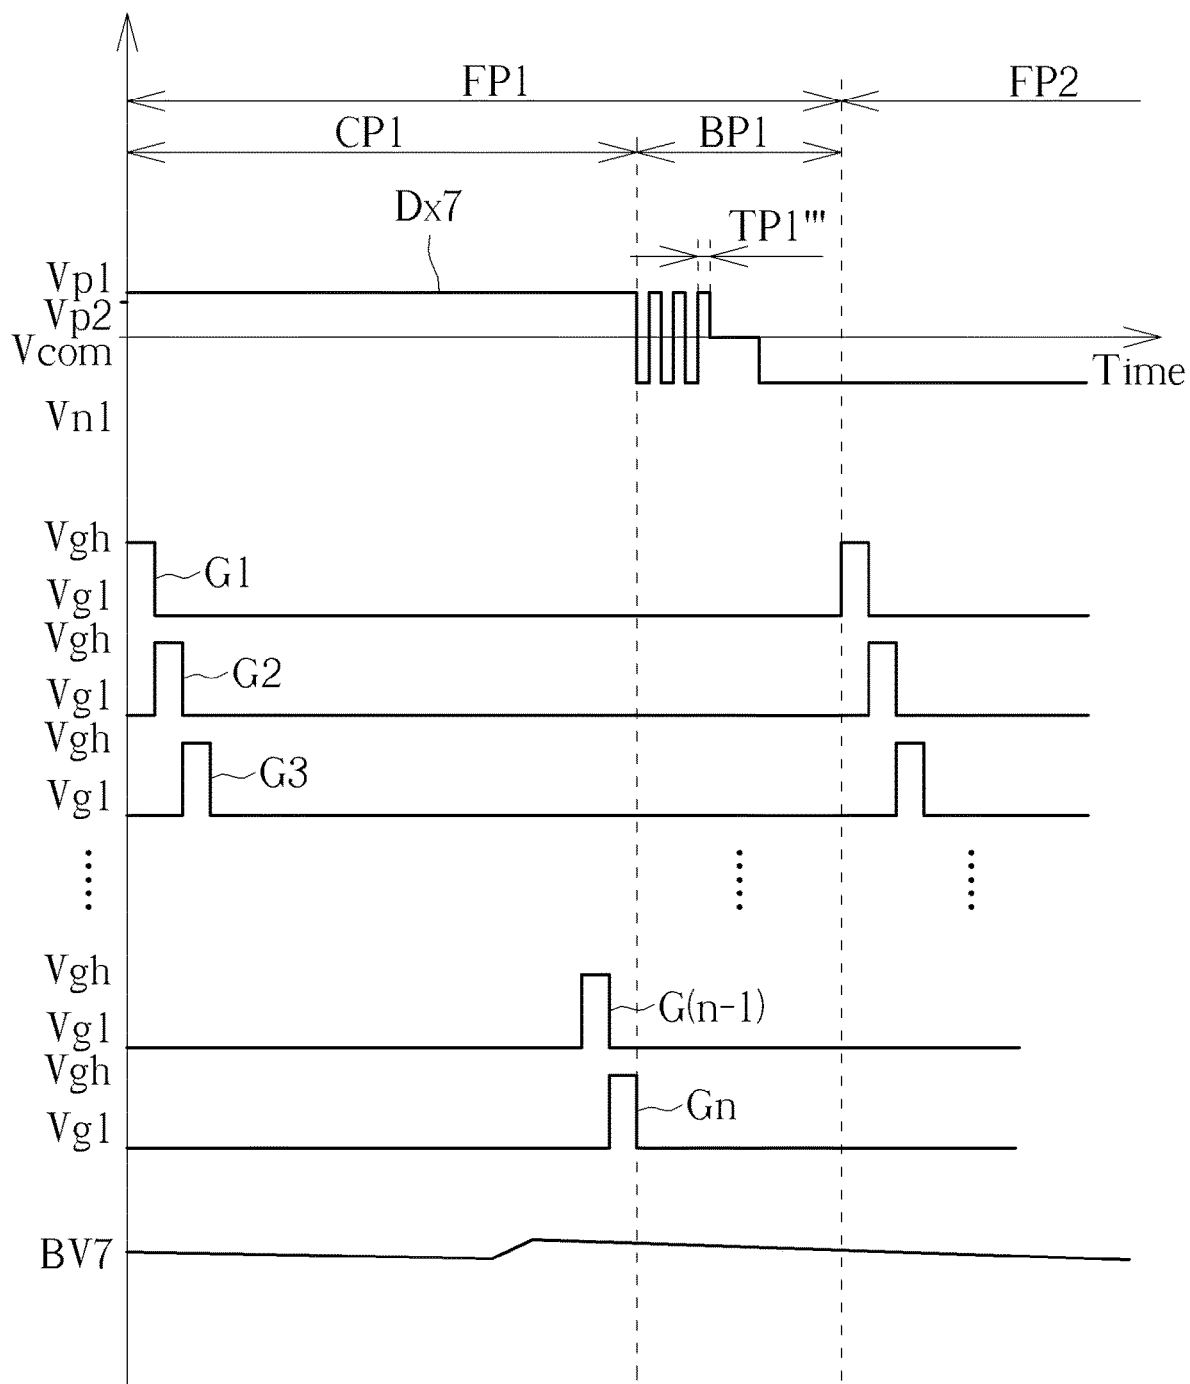 FP1 FP2
CP1 BP1
Dx7 TP1'''
Vp1
Vp2
Vcom
Time
Vn1
Vgh
G1
Vg1
Vgh
G2
Vg1
Vgh
G3
Vg1
Vgh
G(n-1)
Vg1
Vgh
Gn
Vg1
BV7